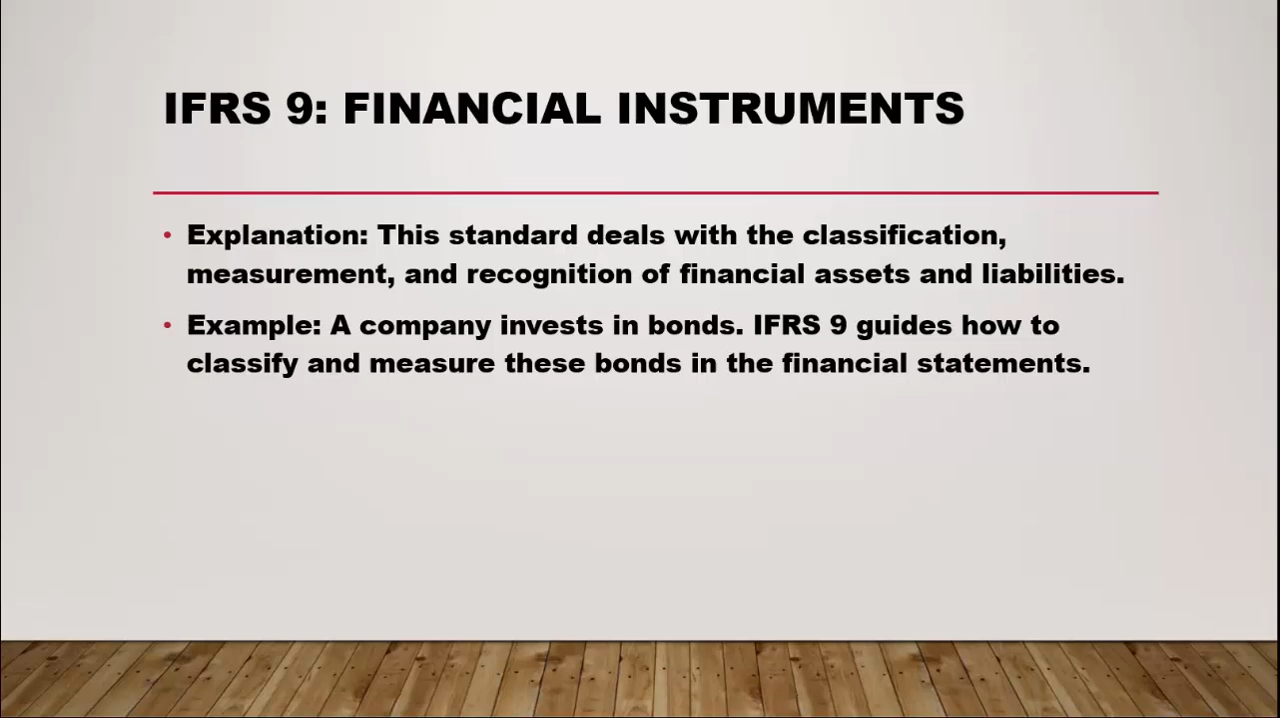 IFRS 9: FINANCIAL INSTRUMENTS
• Explanation: This standard deals with the classification,
measurement, and recognition of financial assets and liabilities.
• Example: A company invests in bonds. IFRS 9 guides how to
classify and measure these bonds in the financial statements.